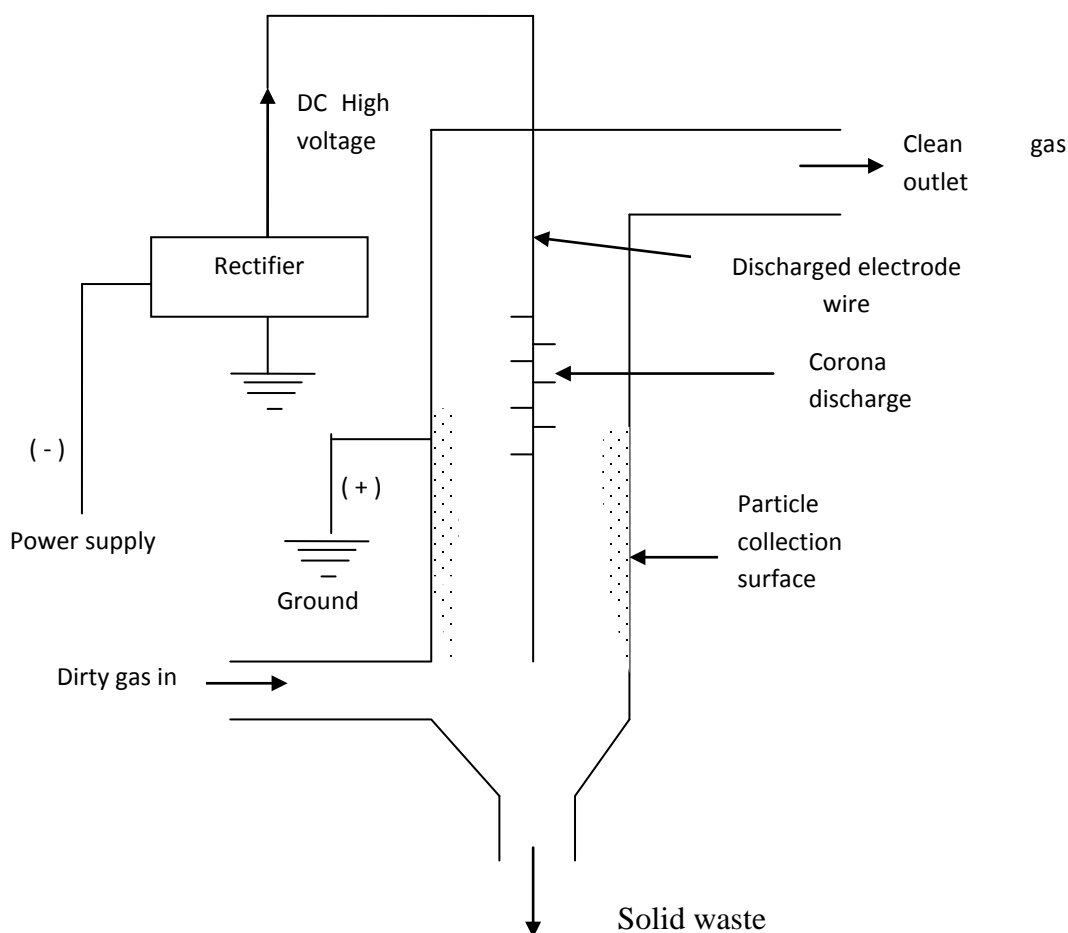 DC High
voltage
Clean gas
outlet
Rectifier
Discharged electrode
wire
Corona
discharge
( - )
( + )
Power supply
Particle
collection
surface
Ground
Dirty gas in
Solid waste